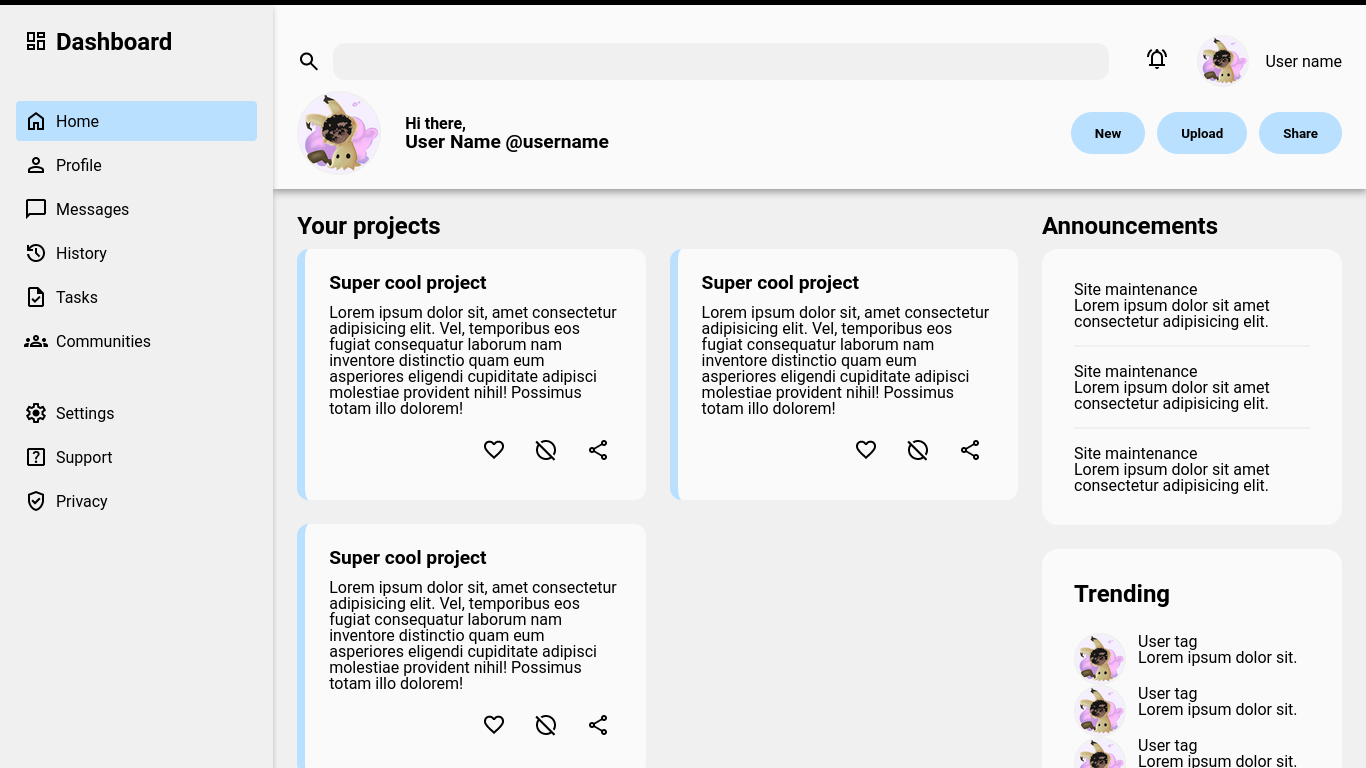 Dashboard
Home
Profile
Messages
History
Tasks
Communities
Settings
Support
Privacy
User name
Hi there,
User Name @username
New
Upload
Share
Your projects
Super cool project
Lorem ipsum dolor sit, amet consectetur
adipisicing elit. Vel, temporibus eos
fugiat consequatur laborum nam
inventore distinctio quam eum
asperiores eligendi cupiditate adipisci
molestiae provident nihil! Possimus
totam illo dolorem!
Super cool project
Lorem ipsum dolor sit, amet consectetur
adipisicing elit. Vel, temporibus eos
fugiat consequatur laborum nam
inventore distinctio quam eum
asperiores eligendi cupiditate adipisci
molestiae provident nihil! Possimus
totam illo dolorem!
Super cool project
Lorem ipsum dolor sit, amet consectetur
adipisicing elit. Vel, temporibus eos
fugiat consequatur laborum nam
inventore distinctio quam eum
asperiores eligendi cupiditate adipisci
molestiae provident nihil! Possimus
totam illo dolorem!
Announcements
Site maintenance
Lorem ipsum dolor sit amet
consectetur adipisicing elit.
Site maintenance
Lorem ipsum dolor sit amet
consectetur adipisicing elit.
Site maintenance
Lorem ipsum dolor sit amet
consectetur adipisicing elit.
Trending
User tag
Lorem ipsum dolor sit.
User tag
Lorem ipsum dolor sit.
User tag
Lorem ipsum dolor sit.